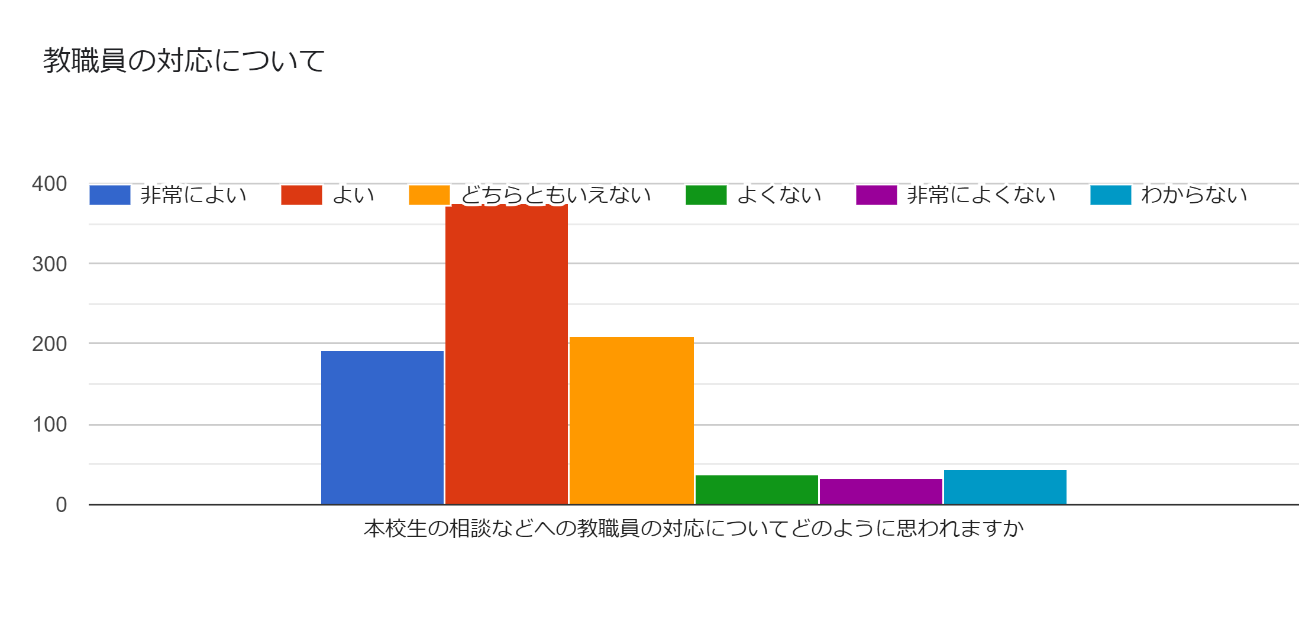 教職員の対応について
400
非常によい よい どちらともいえない よくない 非常によくない わからない
300
200
100
0
本校生の相談などへの教職員の対応についてどのように思われますか